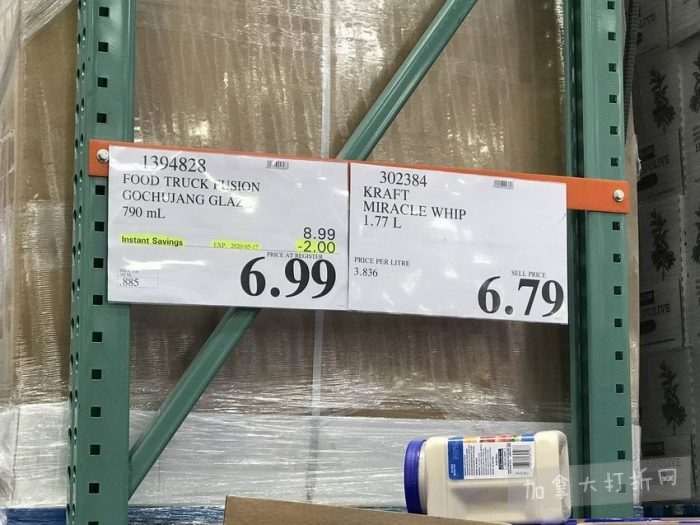 1394828
FOOD TRUCK FUSION
GOCHUJANG GLAZ
790 mL
8.99
Instant Savings
-2.00
PRICE AT REGISTER
.885
6.99
302384
KRAFT
MIRACLE WHIP
1.77 L
PRICE PER LITRE
3.836
SELL PRICE
6.79
加拿大打折网